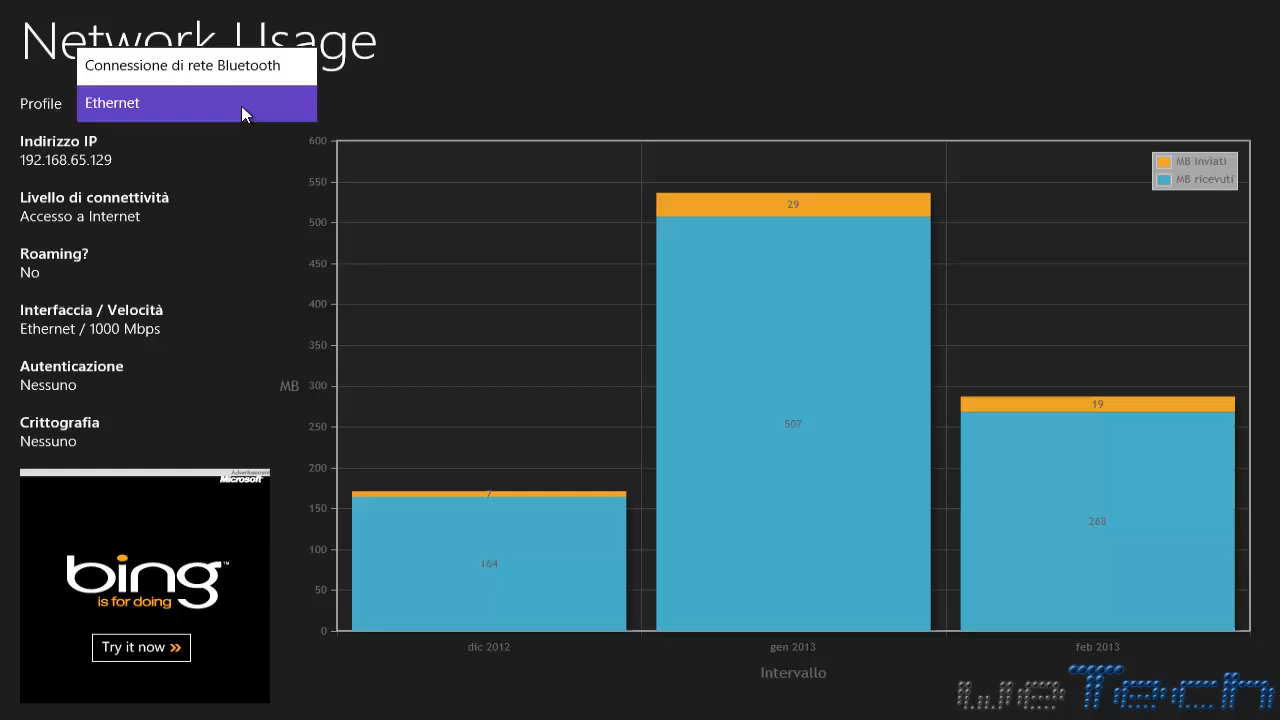 Network Usage
Connessione di rete Bluetooth
Profile
Ethernet
Indirizzo IP
192.168.65.129
Livello di connettività
Accesso a Internet
Roaming?
No
Interfaccia / Velocità
Ethernet / 1000 Mbps
Autenticazione
Nessuno
Crittografia
Nessuno
Advertisement
Microsoft
bing™
is for doing
Try it now »
MB
600
550
500
450
400
350
300
250
200
150
100
50
0
MB inviati
MB ricevuti
7
164
29
507
19
268
dic 2012
gen 2013
feb 2013
Intervallo
weTech